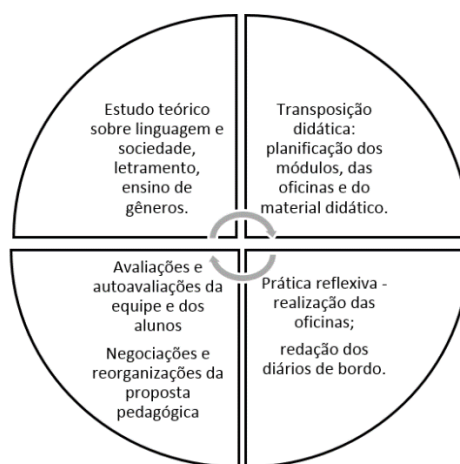 Estudo teórico
sobre linguagem e
sociedade,
letramento,
ensino de
gêneros.
Transposição
didática:
planificação dos
módulos, das
oficinas e do
material didático.
Avaliações e
autoavaliações da
equipe e dos
alunos
Negociações e
reorganizações da
proposta
pedagógica
Prática reflexiva -
realização das
oficinas;
redação dos
diários de bordo.